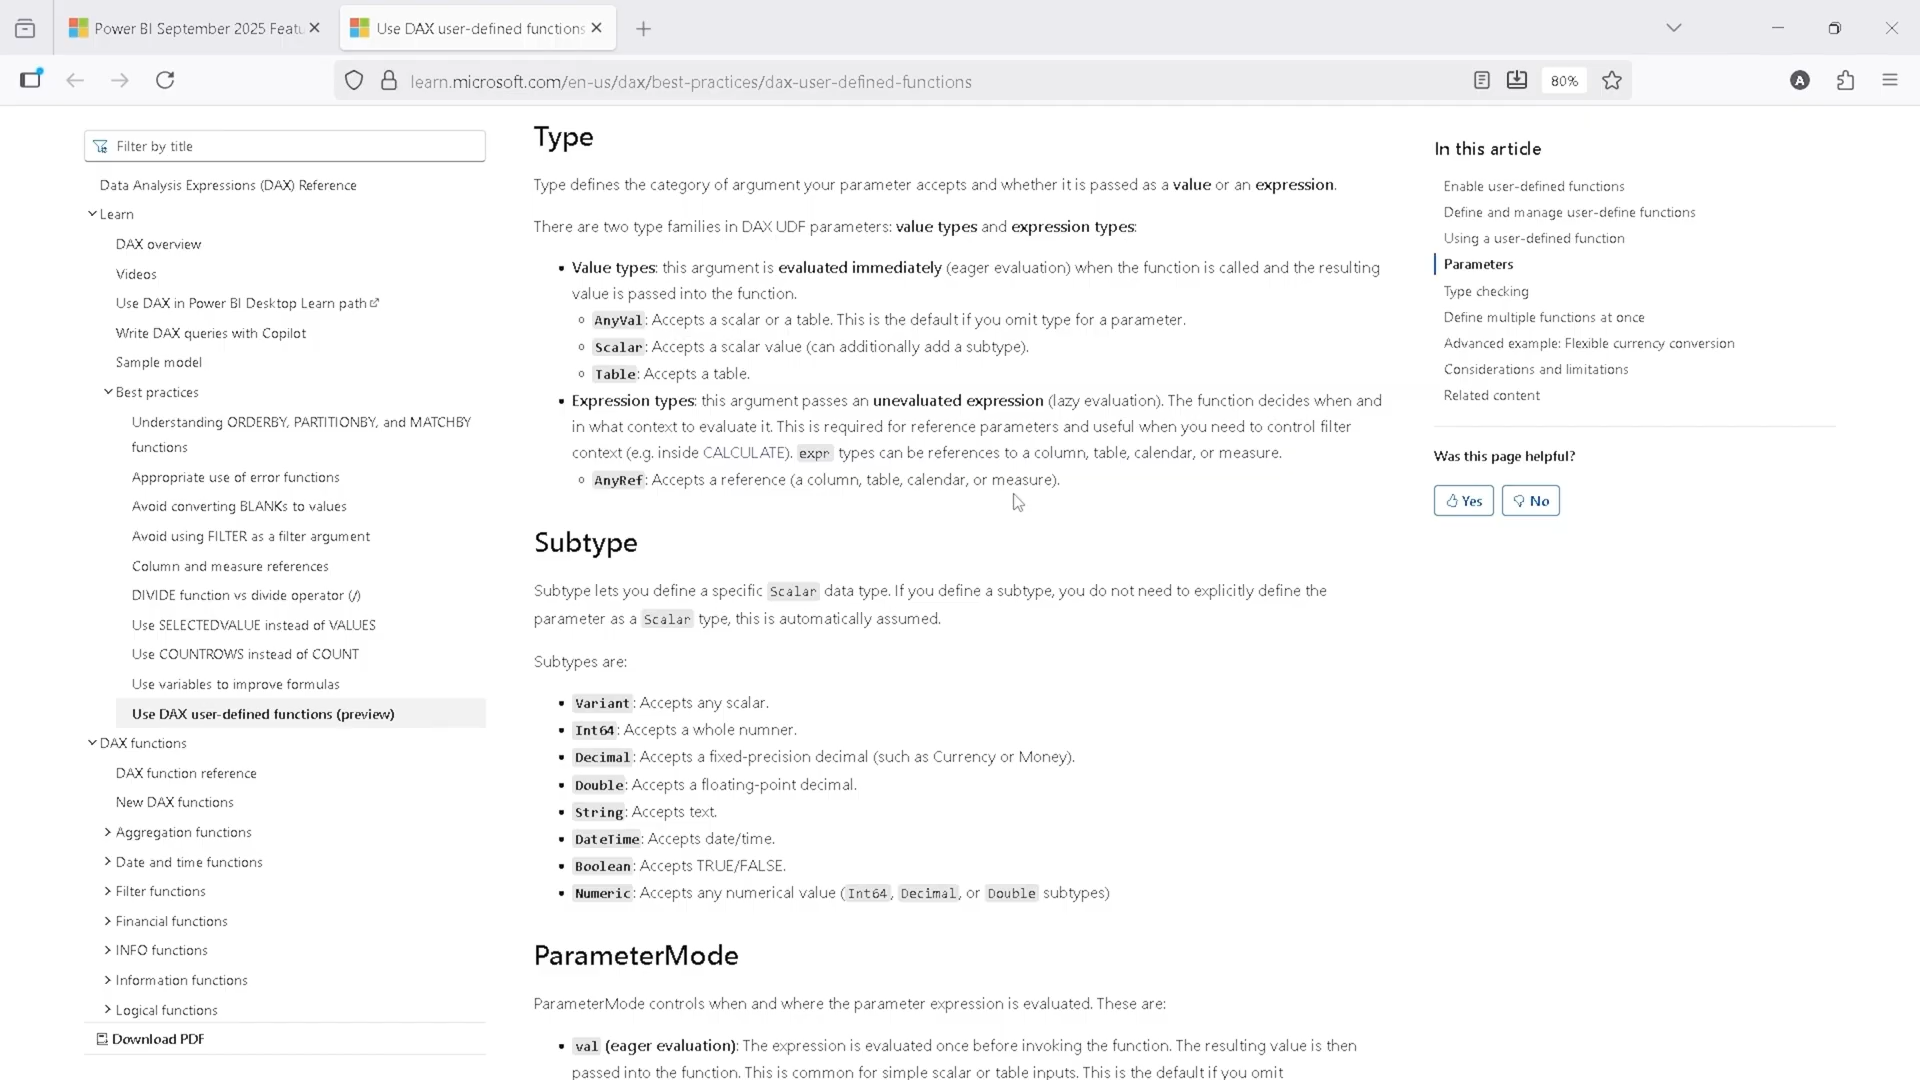 Power BI September 2025 Featu
Use DAX user-defined functions
learn.microsoft.com/en-us/dax/best-practices/dax-user-defined-functions
80%
A
Filter by title
Data Analysis Expressions (DAX) Reference
Learn
DAX overview
Videos
Use DAX in Power BI Desktop Learn path
Write DAX queries with Copilot
Sample model
Best practices
Understanding ORDERBY, PARTITIONBY, and MATCHBY
functions
Appropriate use of error functions
Avoid converting BLANKs to values
Avoid using FILTER as a filter argument
Column and measure references
DIVIDE function vs divide operator (/)
Use SELECTEDVALUE instead of VALUES
Use COUNTROWS instead of COUNT
Use variables to improve formulas
Use DAX user-defined functions (preview)
DAX functions
DAX function reference
New DAX functions
Aggregation functions
Date and time functions
Filter functions
Financial functions
INFO functions
Information functions
Logical functions
Download PDF
Type
Type defines the category of argument your parameter accepts and whether it is passed as a value or an expression.
There are two type families in DAX UDF parameters: value types and expression types:
• Value types: this argument is evaluated immediately (eager evaluation) when the function is called and the resulting
value is passed into the function.
○ AnyVal: Accepts a scalar or a table. This is the default if you omit type for a parameter.
○ Scalar: Accepts a scalar value (can additionally add a subtype).
○ Table: Accepts a table.
• Expression types: this argument passes an unevaluated expression (lazy evaluation). The function decides when and
in what context to evaluate it. This is required for reference parameters and useful when you need to control filter
context (e.g. inside CALCULATE). expr types can be references to a column, table, calendar, or measure.
○ AnyRef: Accepts a reference (a column, table, calendar, or measure).
Subtype
Subtype lets you define a specific Scalar data type. If you define a subtype, you do not need to explicitly define the
parameter as a Scalar type, this is automatically assumed.
Subtypes are:
• Variant: Accepts any scalar.
• Int64: Accepts a whole numner.
• Decimal: Accepts a fixed-precision decimal (such as Currency or Money).
• Double: Accepts a floating-point decimal.
• String: Accepts text.
• DateTime: Accepts date/time.
• Boolean: Accepts TRUE/FALSE.
• Numeric: Accepts any numerical value (Int64, Decimal, or Double subtypes)
ParameterMode
ParameterMode controls when and where the parameter expression is evaluated. These are:
• val (eager evaluation): The expression is evaluated once before invoking the function. The resulting value is then
passed into the function. This is common for simple scalar or table inputs. This is the default if you omit
In this article
Enable user-defined functions
Define and manage user-define functions
Using a user-defined function
Parameters
Type checking
Define multiple functions at once
Advanced example: Flexible currency conversion
Considerations and limitations
Related content
Was this page helpful?
Yes
No